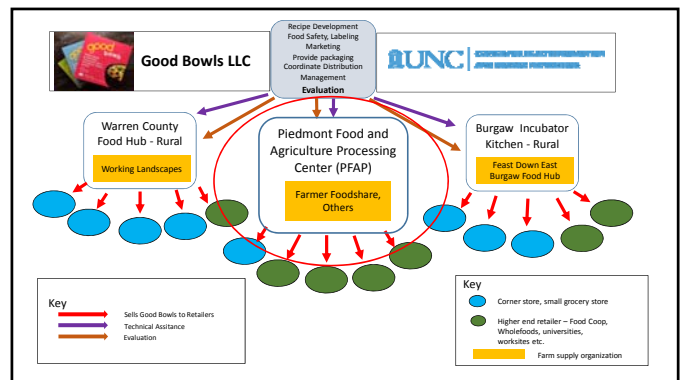 Recipe Development
Food Safety, Labeling
Marketing
Provide packaging
Coordinate Distribution
Management
Evaluation
good
bowls
Good Bowls LLC
UNC
Warren County
Food Hub - Rural
Working Landscapes
Piedmont Food and
Agriculture Processing
Center (PFAP)
Farmer Foodshare,
Others
Burgaw Incubator
Kitchen - Rural
Feast Down East
Burgaw Food Hub
Key
Sells Good Bowls to Retailers
Technical Assitance
Evaluation
Key
Corner store, small grocery store
Higher end retailer – Food Coop,
Wholefoods, universities,
worksites etc.
Farm supply organization